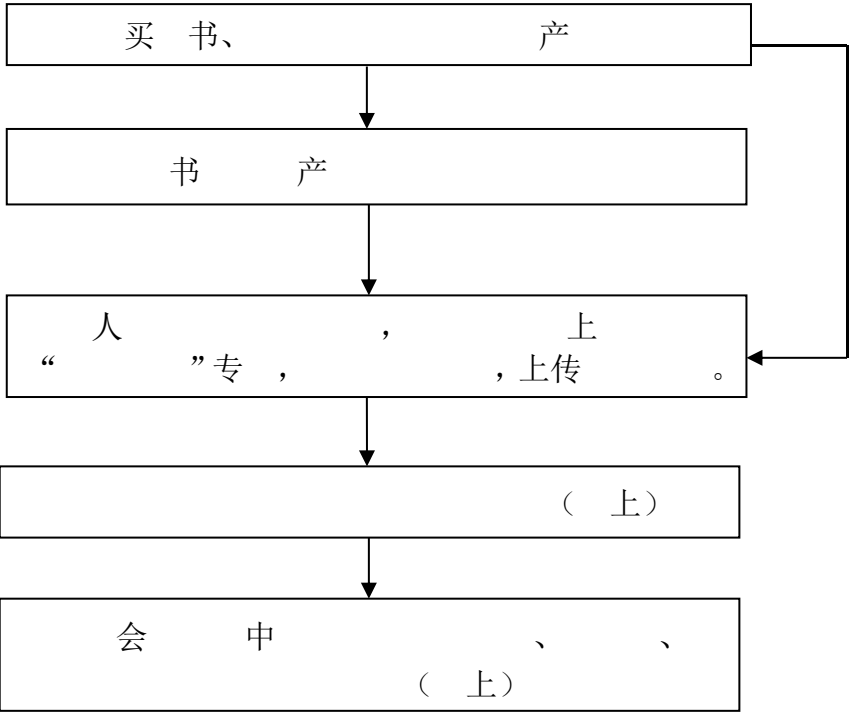 买 书、 产
书 产
人 ， 上
“ ”专 ， ，上传 。
（ 上）
会 中 、 、
（ 上）